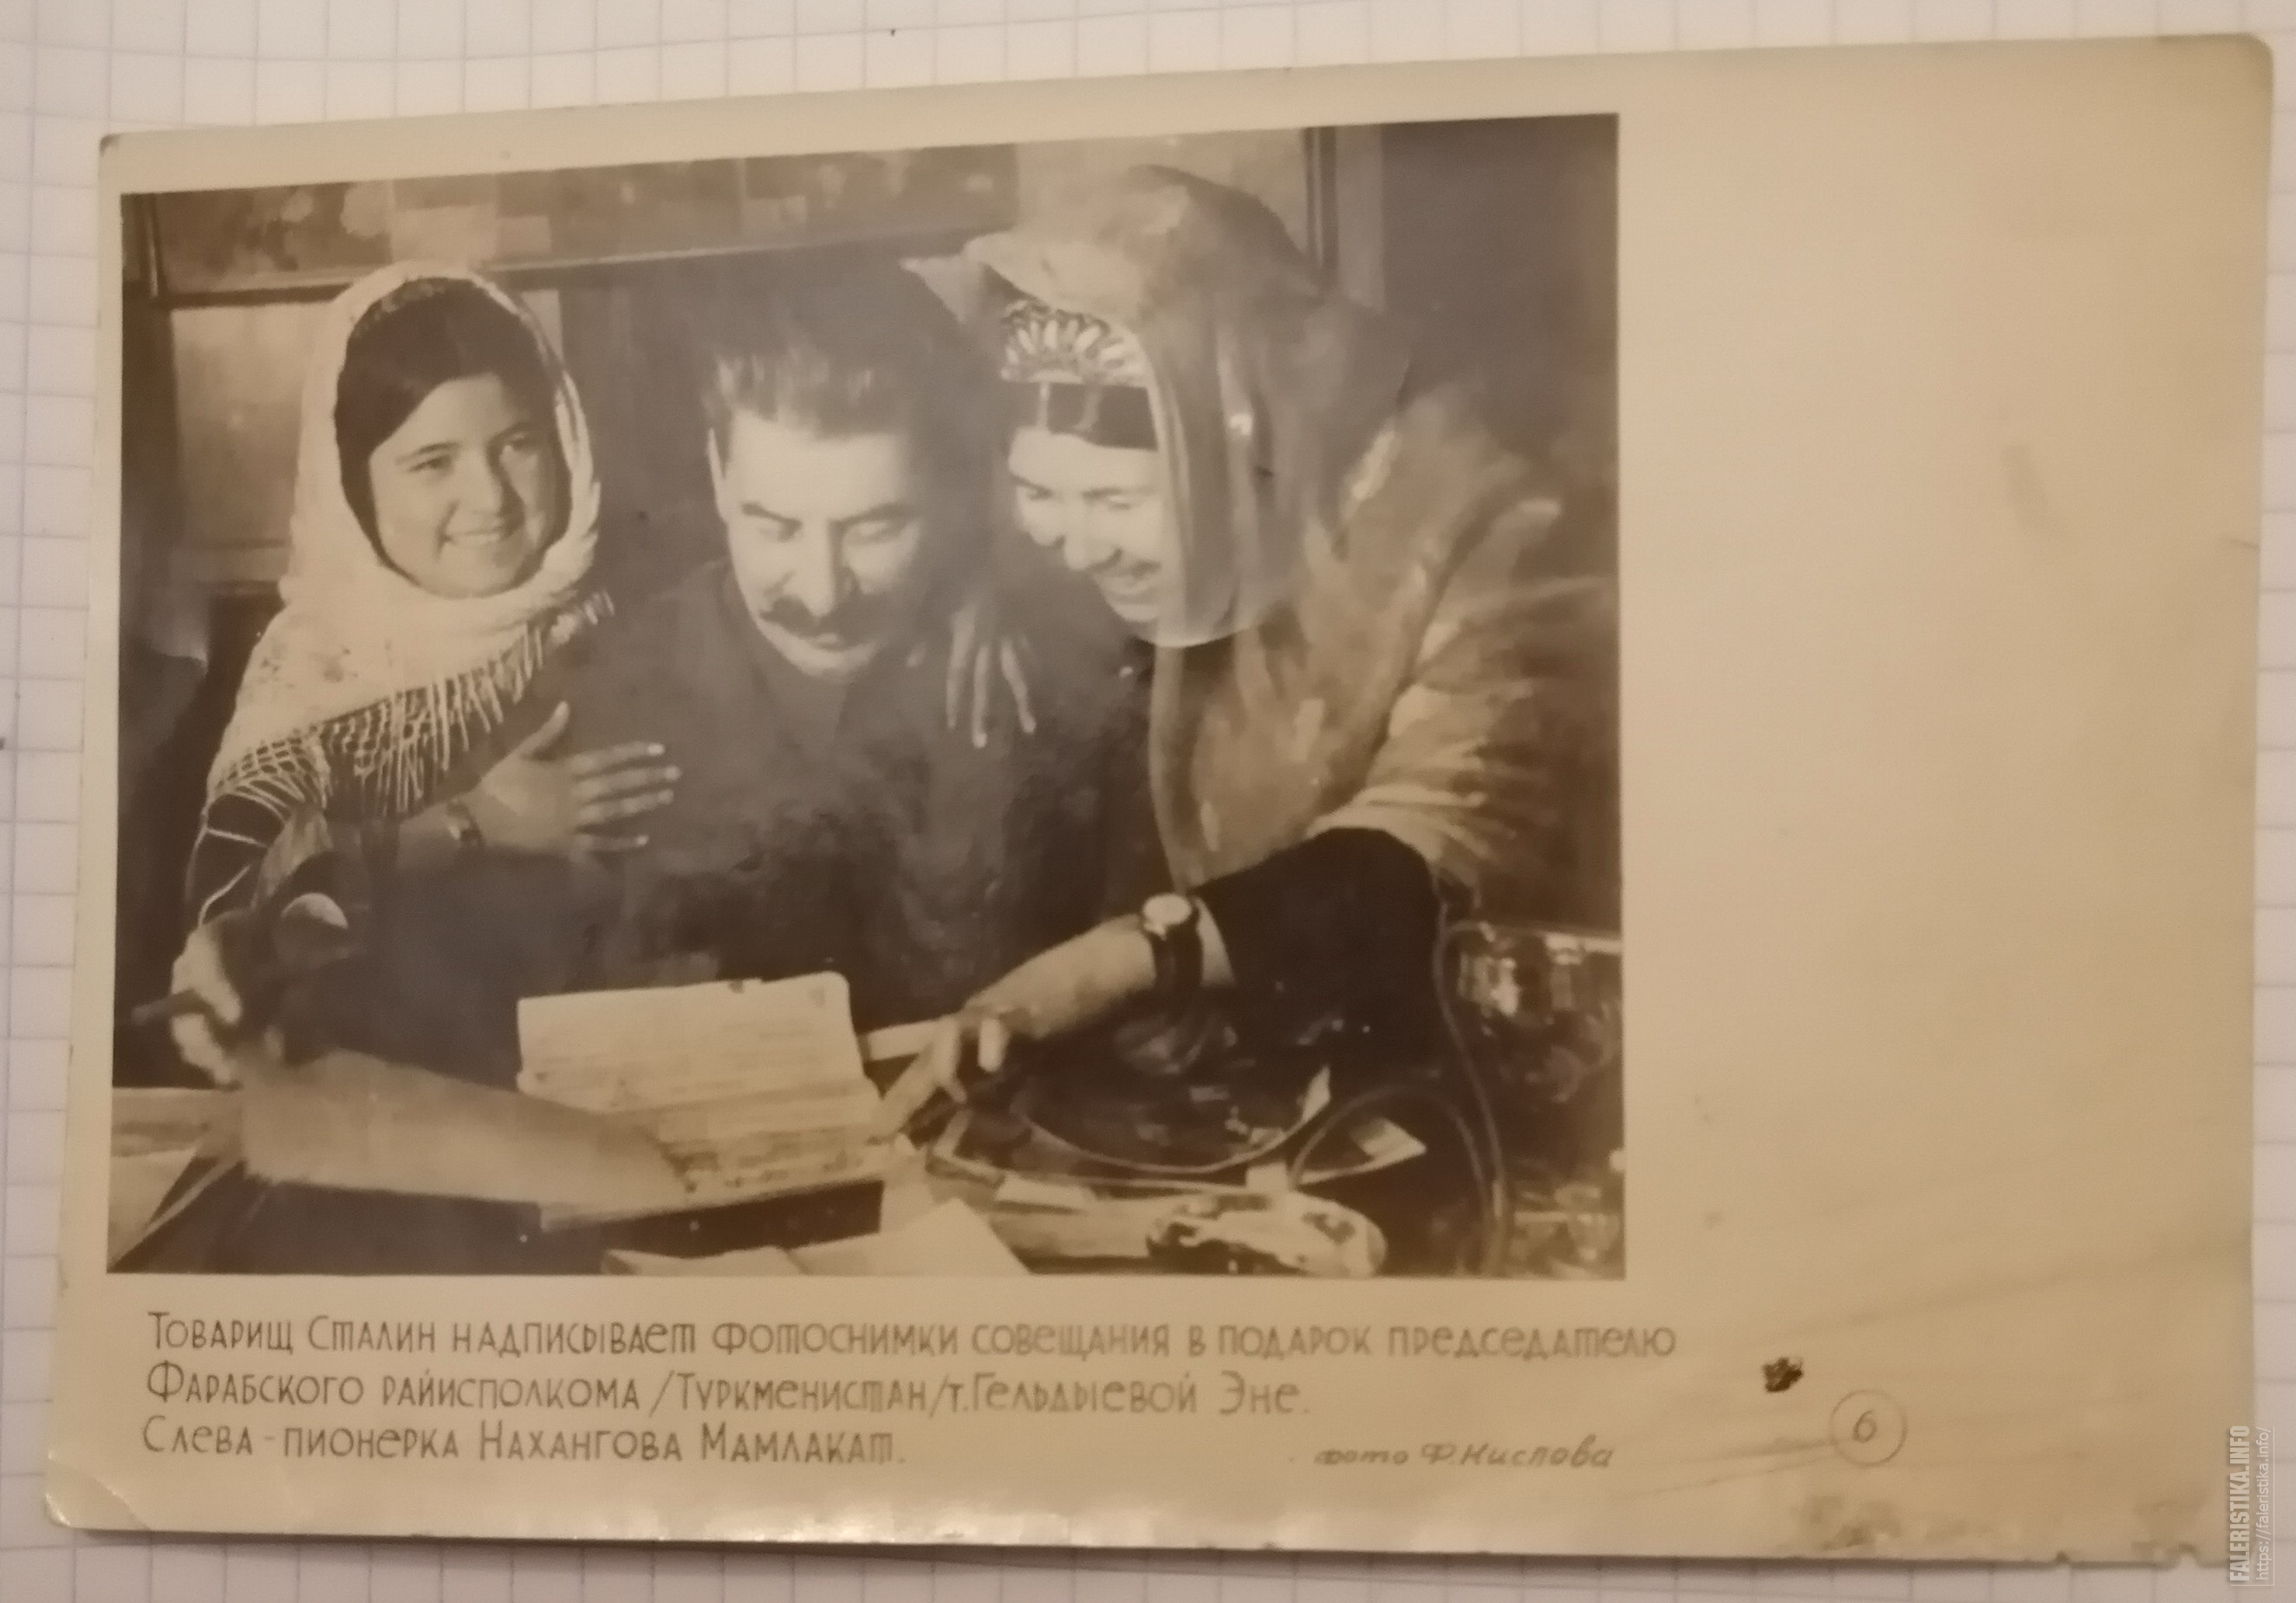 Товарищ Сталин надписывает фотоснимки совещания в подарок председателю
Фарабского райисполкома /Туркменистан/т.Гельдыевой Эне.
Слева-пионерка Нахангова Мамлакат.
фото Ф.Кислова
6
FALERISTIKA.INFO
https://faleristika.info/